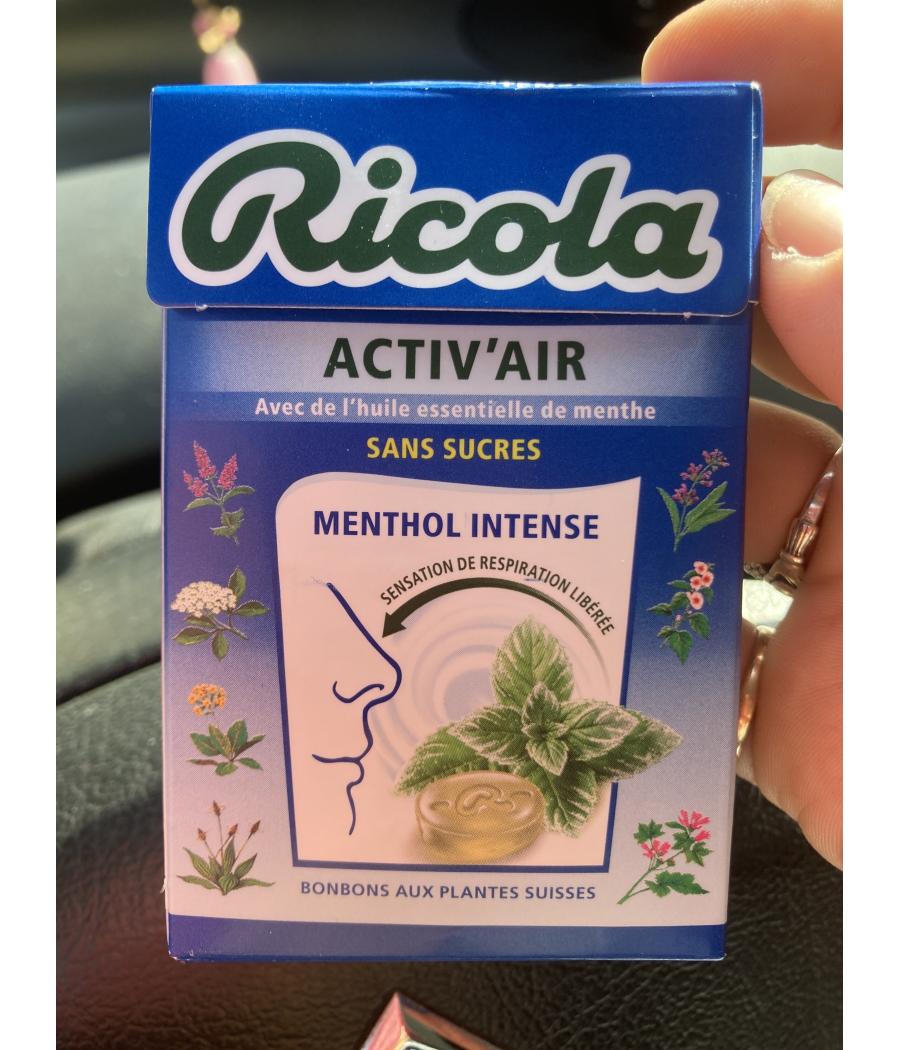 Ricola
ACTIV'AIR
Avec de l'huile essentielle de menthe
SANS SUCRES
MENTHOL INTENSE
SENSATION DE RESPIRATION LIBÉRÉE
BONBONS AUX PLANTES SUISSES